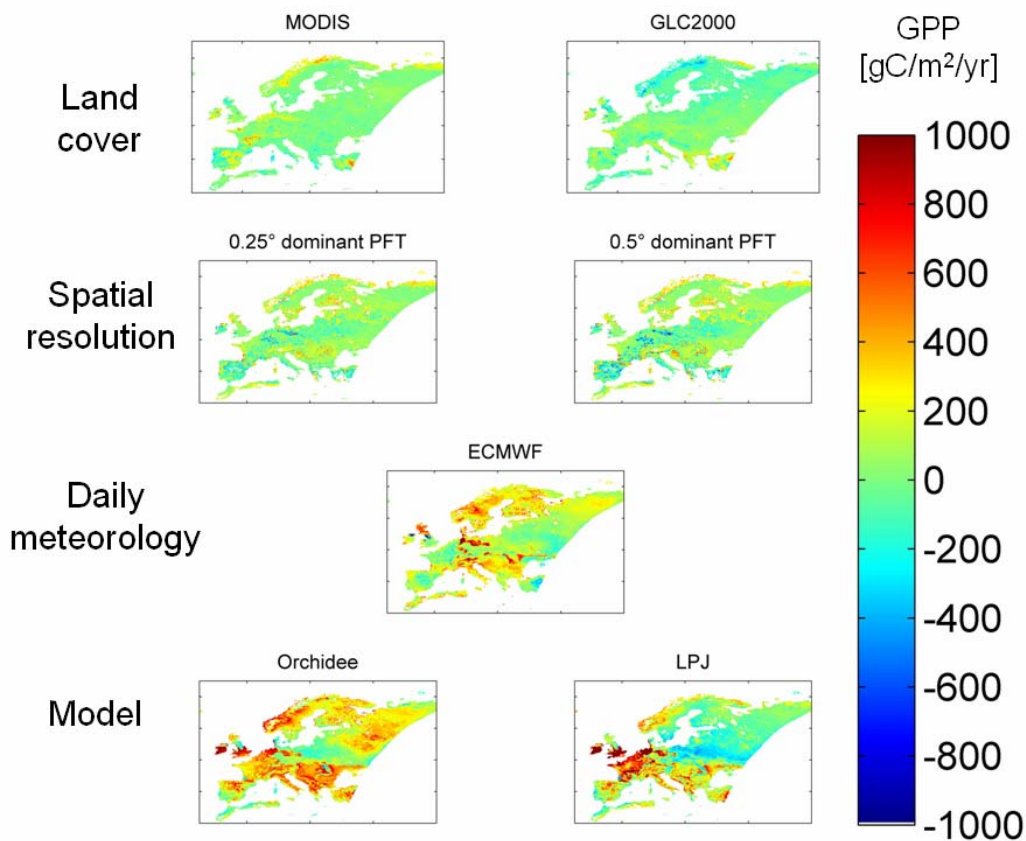 MODIS
GLC2000
GPP
[gC/m²/yr]
Land
cover
0.25° dominant PFT
0.5° dominant PFT
Spatial
resolution
ECMWF
Daily
meteorology
Orchidee
LPJ
Model
1000
800
600
400
200
0
-200
-400
-600
-800
-1000